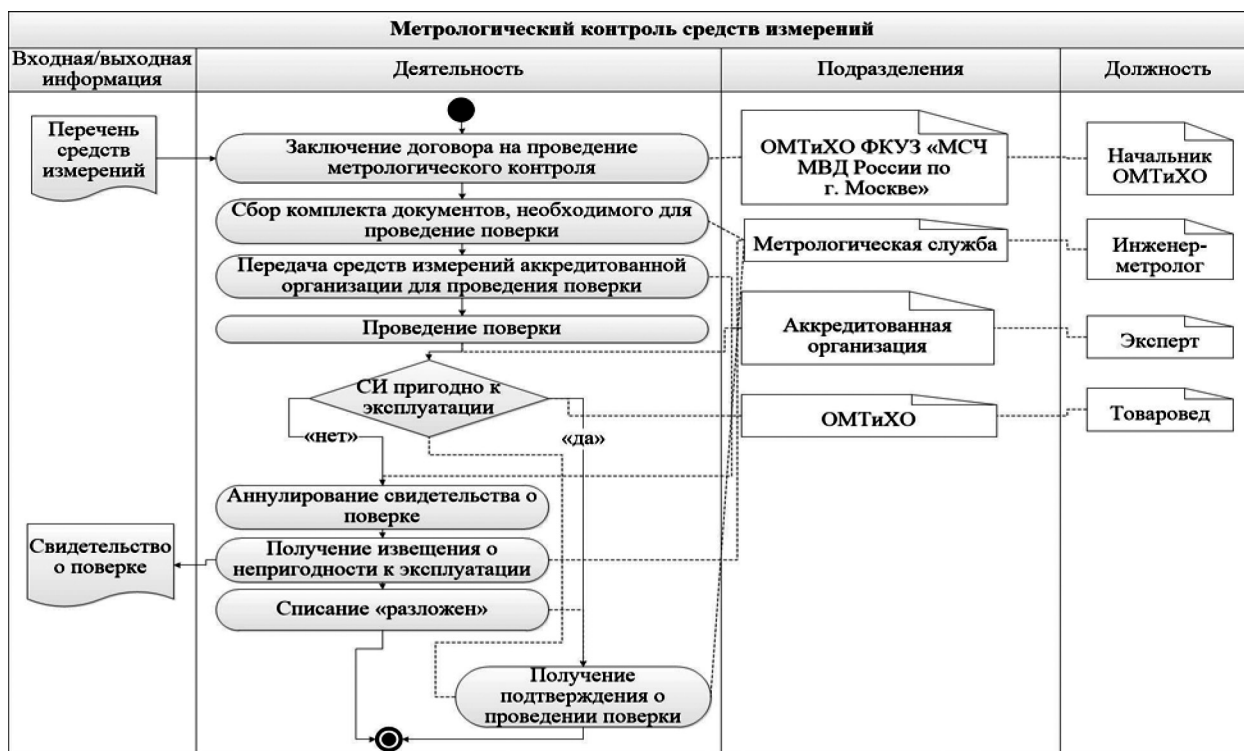 Метрологический контроль средств измерений
Входная/выходная
информация
Деятельность
Подразделения
Должность
Перечень
средств
измерений
Заключение договора на проведение
метрологического контроля
ОМТиХО ФКУЗ «МСЧ
МВД России по
г. Москве»
Начальник
ОМТиХО
Сбор комплекта документов, необходимого для
проведение поверки
Метрологическая служба
Инженер-
метролог
Передача средств измерений аккредитованной
организации для проведения поверки
Проведение поверки
Аккредитованная
организация
Эксперт
СИ пригодно к
эксплуатации
ОМТиХО
Товаровед
«нет»
«да»
Аннулирование свидетельства о
поверке
Свидетельство
о поверке
Получение извещения о
непригодности к эксплуатации
Списание «разложен»
Получение
подтверждения о
проведении поверки